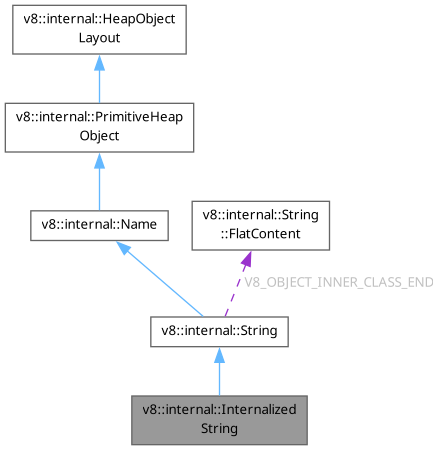 v8::internal::HeapObject
Layout
v8::internal::PrimitiveHeap
Object
v8::internal::Name
v8::internal::String
::FlatContent
V8_OBJECT_INNER_CLASS_END
v8::internal::String
v8::internal::Internalized
String